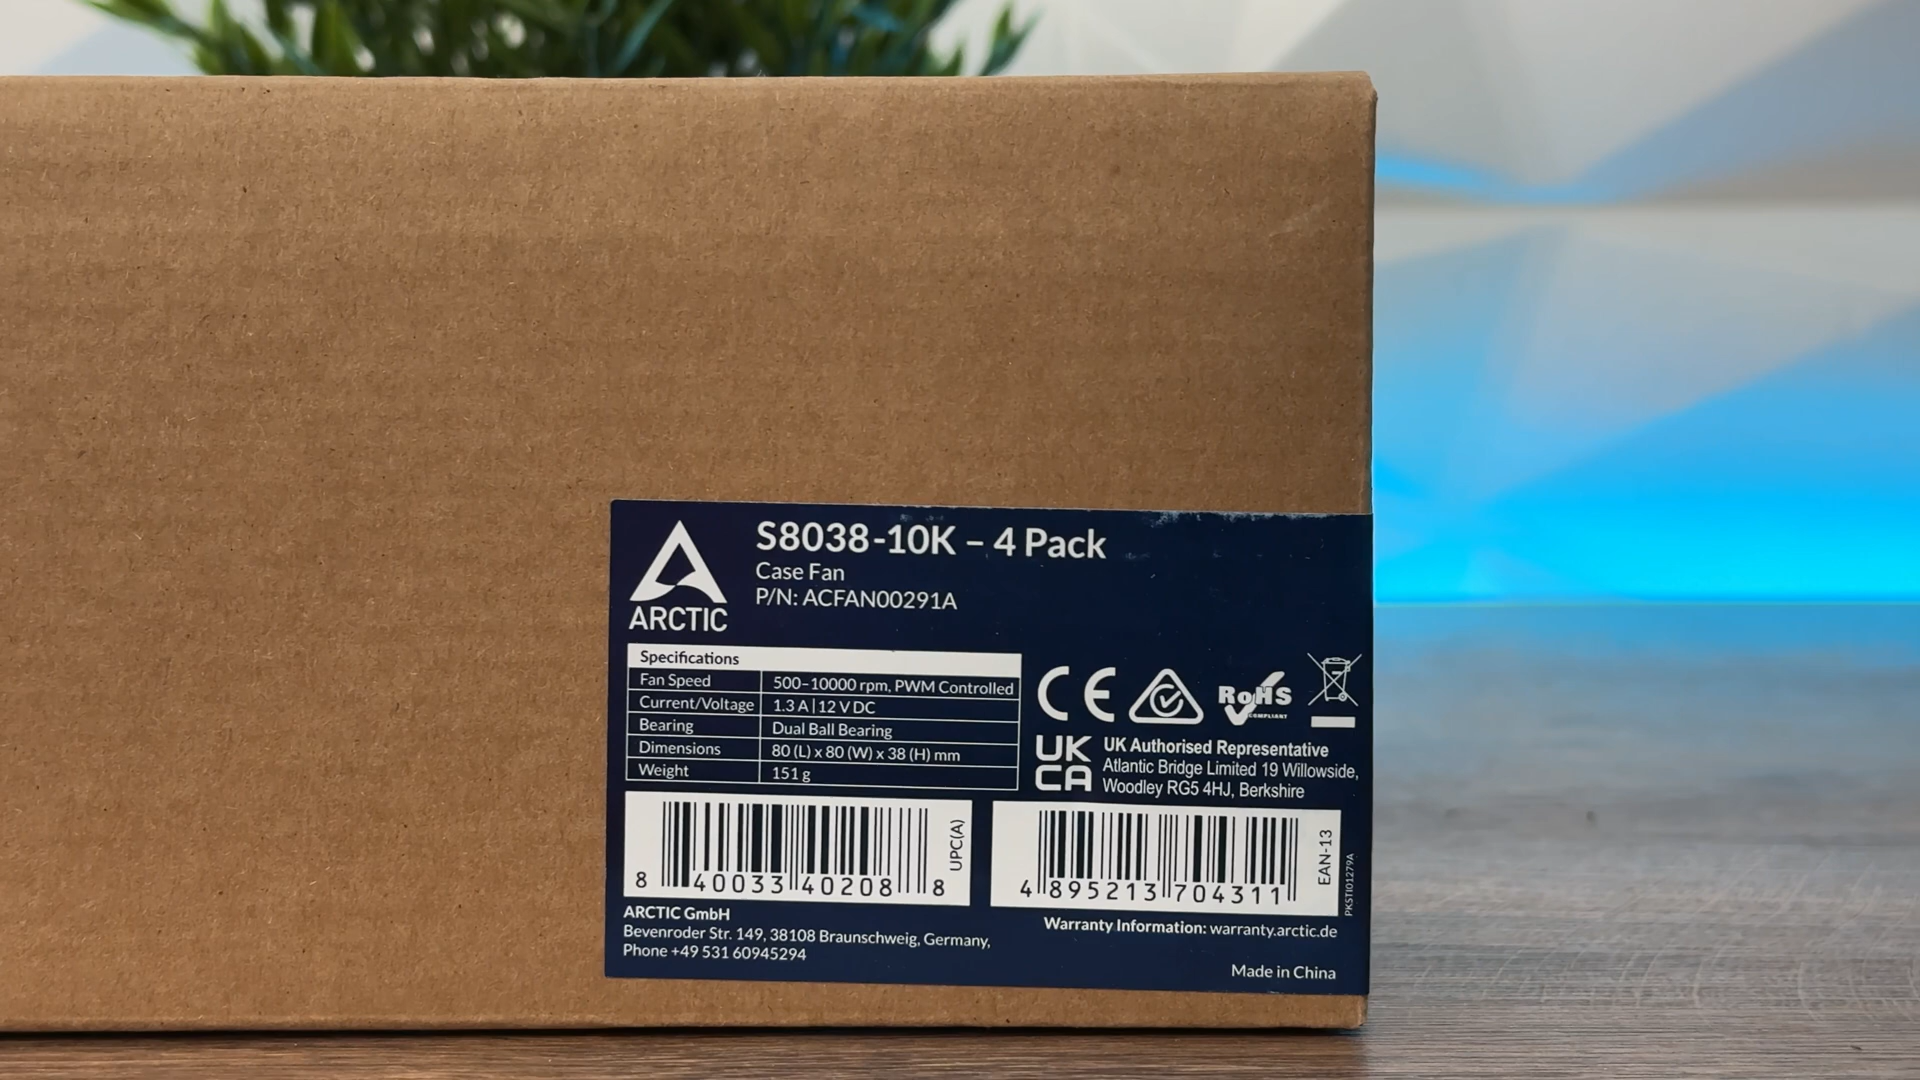 ARCTIC
S8038-10K – 4 Pack
Case Fan
P/N: ACFAN00291A
Specifications
Fan Speed 500–10000 rpm, PWM Controlled
Current/Voltage 1.3 A | 12 V DC
Bearing Dual Ball Bearing
Dimensions 80 (L) x 80 (W) x 38 (H) mm
Weight 151 g
CE
RoHS
COMPLIANT
UK
CA
UK Authorised Representative
Atlantic Bridge Limited 19 Willowside,
Woodley RG5 4HJ, Berkshire
8 40033 40208 8
UPC(A)
4 895213 704311
EAN-13
PKSTI01279A
ARCTIC GmbH
Bevenroder Str. 149, 38108 Braunschweig, Germany,
Phone +49 531 60945294
Warranty Information: warranty.arctic.de
Made in China